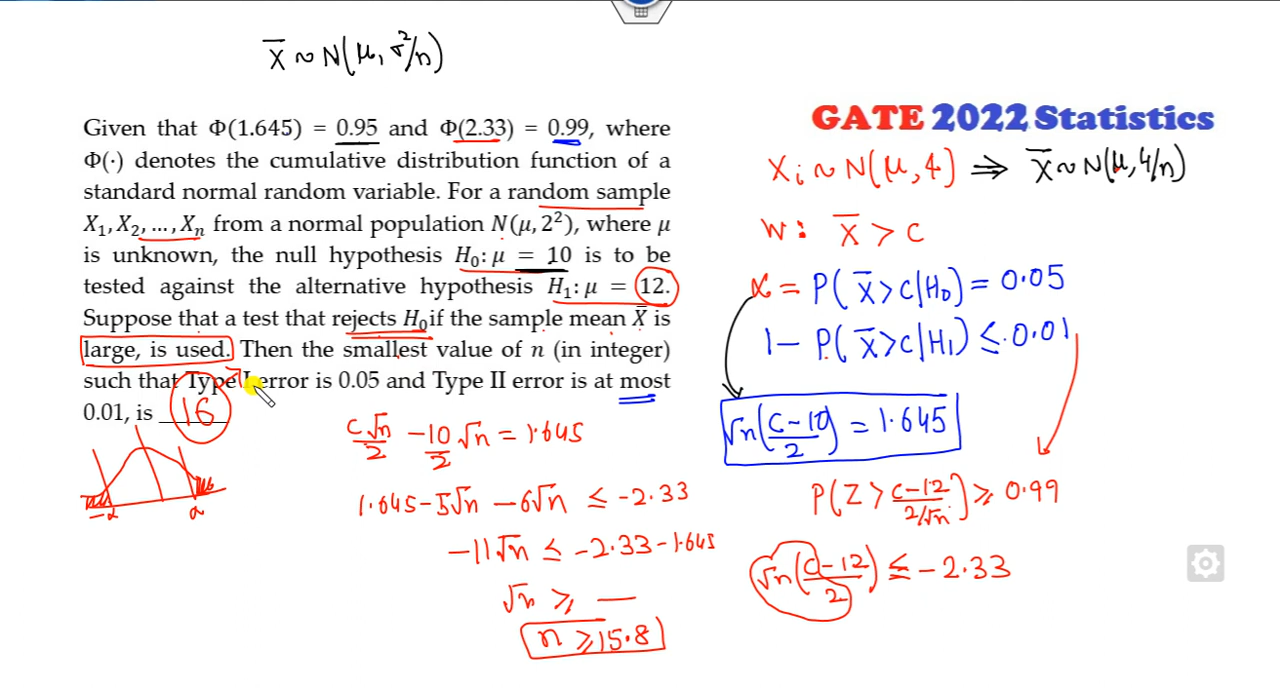 X̄ ~ N(μ, σ²/n)
Given that Φ(1.645) = 0.95 and Φ(2.33) = 0.99, where
Φ(·) denotes the cumulative distribution function of a
standard normal random variable. For a random sample
X₁, X₂, …, Xₙ from a normal population N(μ, 2²), where μ
is unknown, the null hypothesis H₀: μ = 10 is to be
tested against the alternative hypothesis H₁: μ = 12.
Suppose that a test that rejects H₀ if the sample mean X̄ is
large, is used. Then the smallest value of n (in integer)
such that Type I error is 0.05 and Type II error is at most
0.01, is ______
16
-a
a
c√n/2 - 10/2 √n = 1.645
1.645 - 5√n - 6√n ≤ -2.33
-11√n ≤ -2.33 - 1.645
√n ≥ —
n ≥ 15.8
GATE 2022 Statistics
Xᵢ ~ N(μ, 4) ⇒ X̄ ~ N(μ, 4/n)
W: X̄ > C
α = P(X̄ > C | H₀) = 0.05
1 - P(X̄ > C | H₁) ≤ 0.01
√n((C - 10)/2) = 1.645
P(Z > (C - 12)/(2/√n)) ≥ 0.99
√n((C - 12)/2) ≤ -2.33